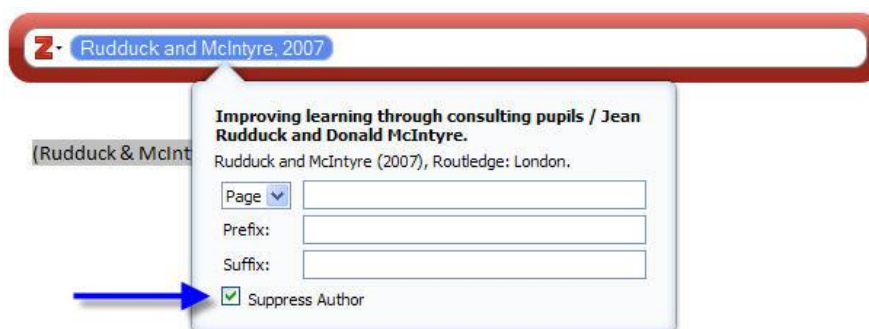 Z Rudduck and McIntyre, 2007
Improving learning through consulting pupils / Jean
Rudduck and Donald McIntyre.
(Rudduck & McInt
Rudduck and McIntyre (2007), Routledge: London.
Page
Prefix:
Suffix:
Suppress Author